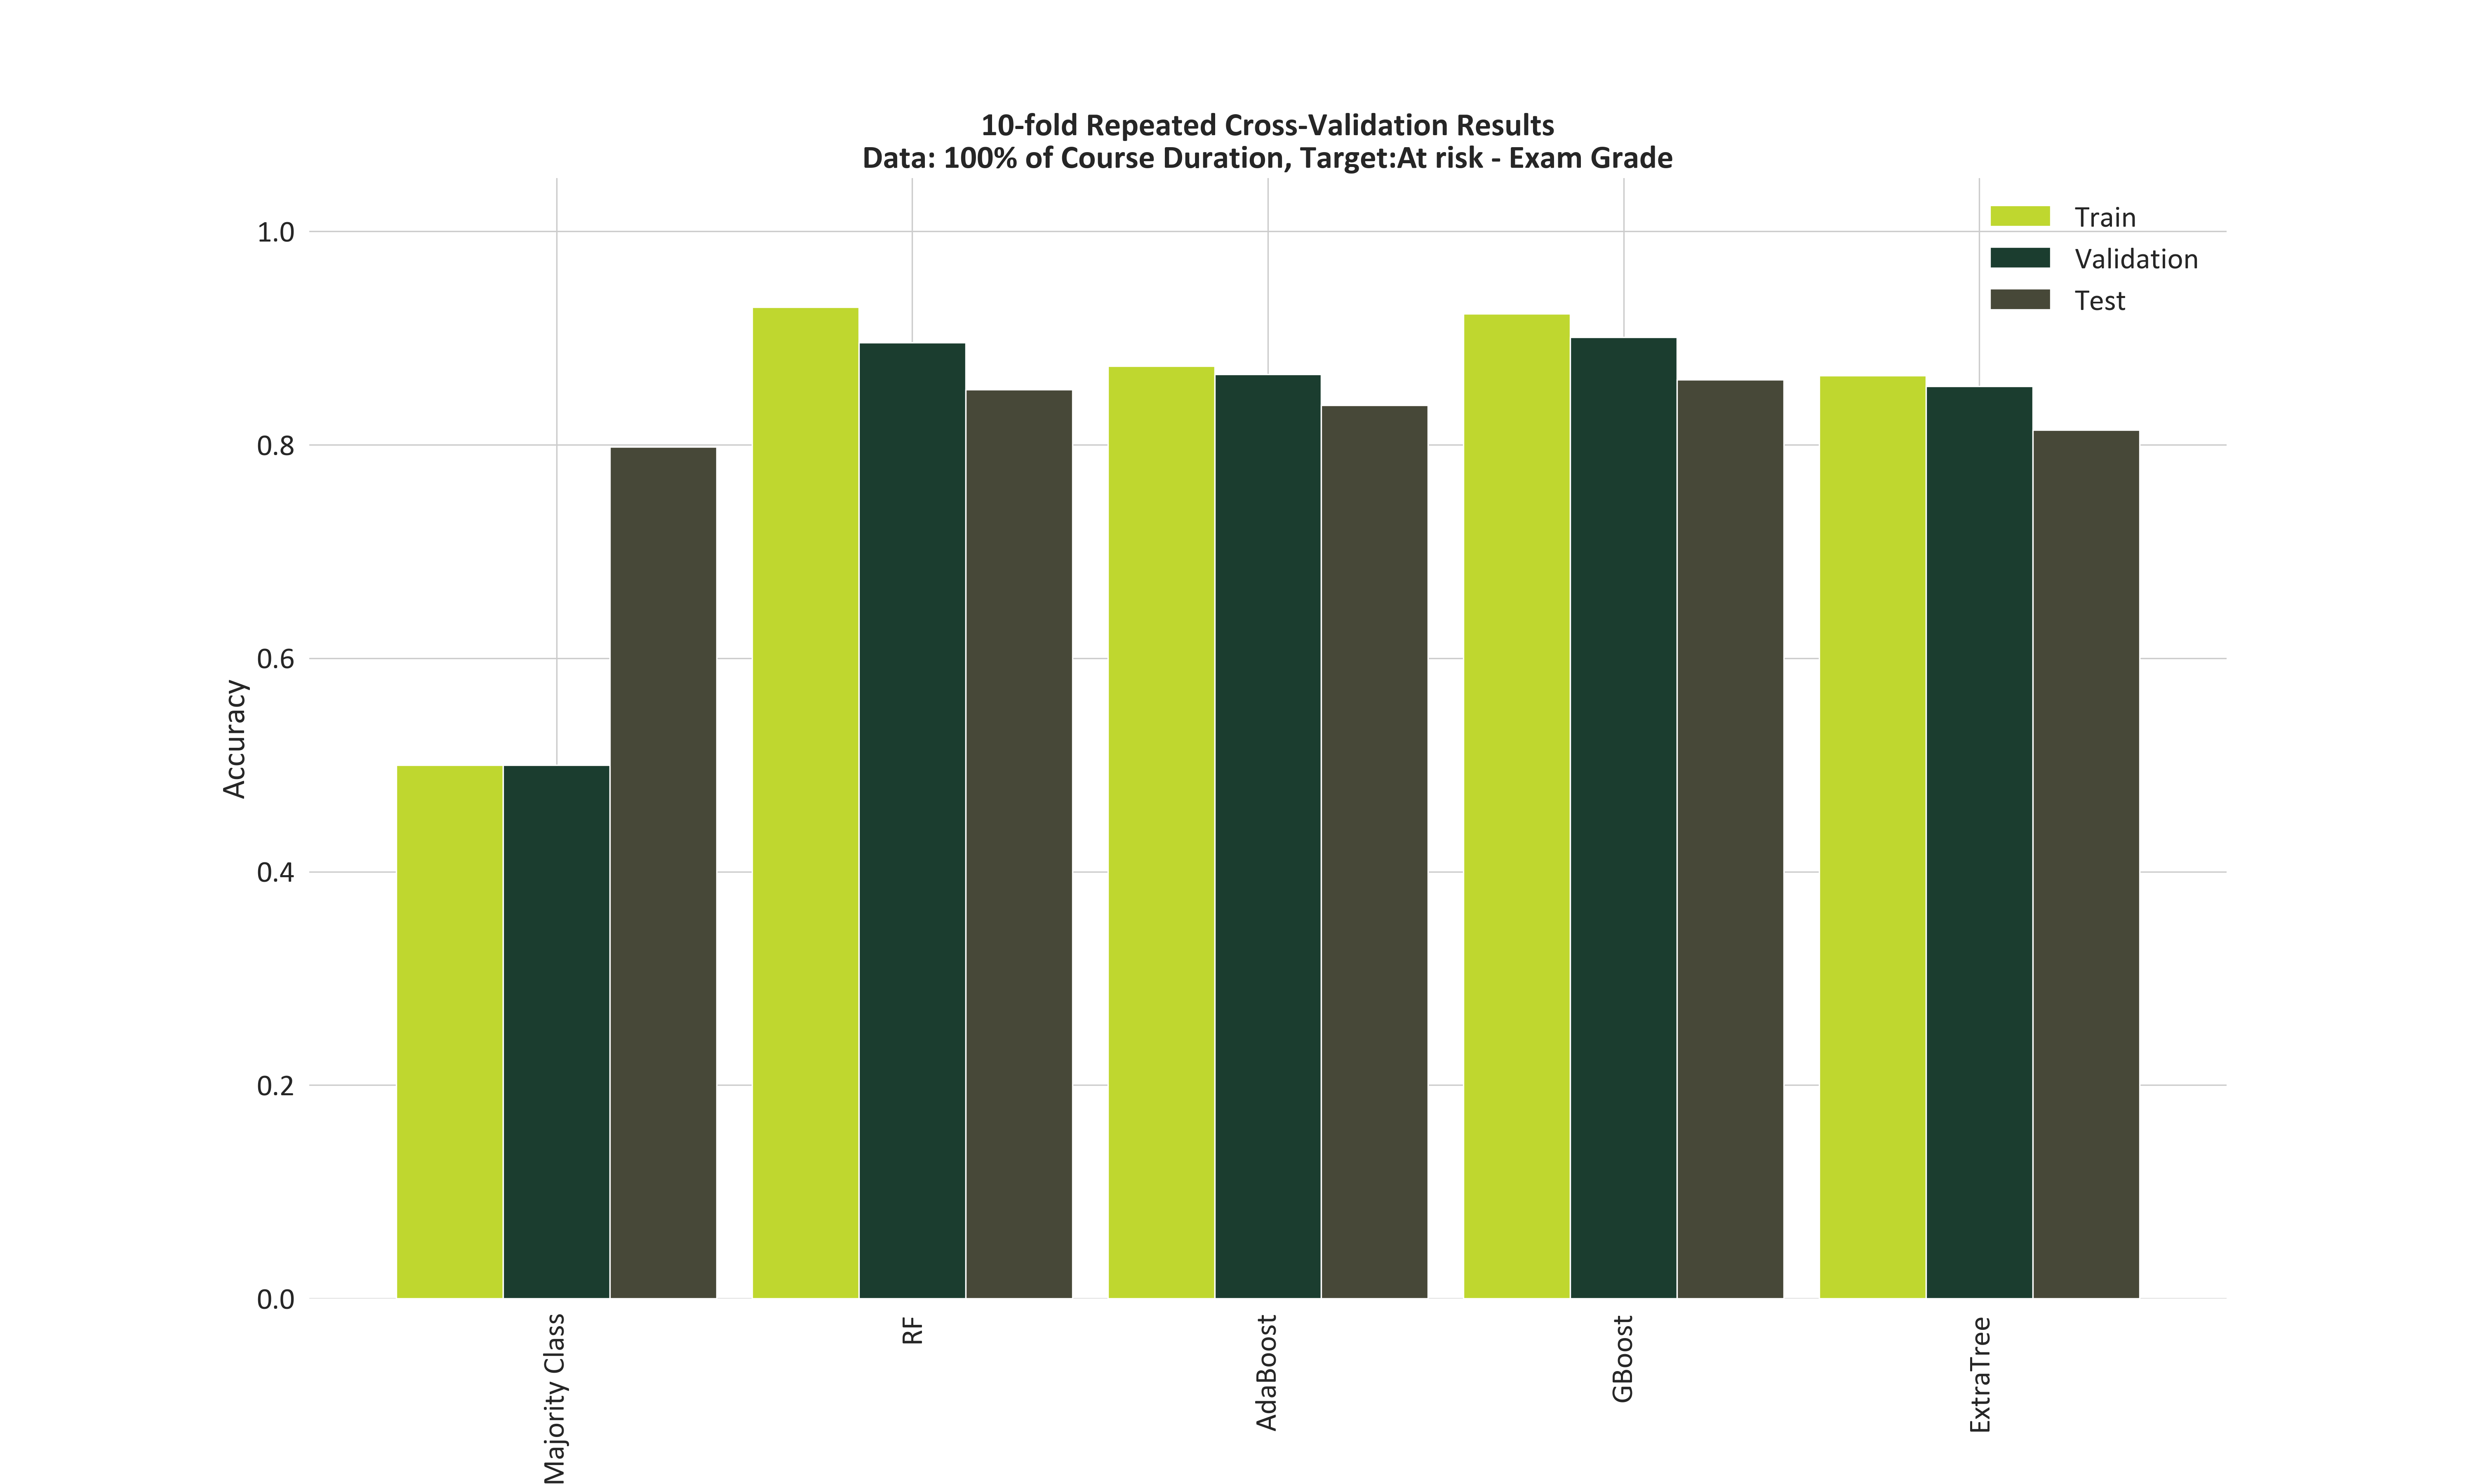 10-fold Repeated Cross-Validation Results
Data: 100% of Course Duration, Target:At risk - Exam Grade
Train
Validation
Test
1.0
0.8
0.6
0.4
0.2
0.0
Accuracy
Majority Class
RF
AdaBoost
GBoost
ExtraTree